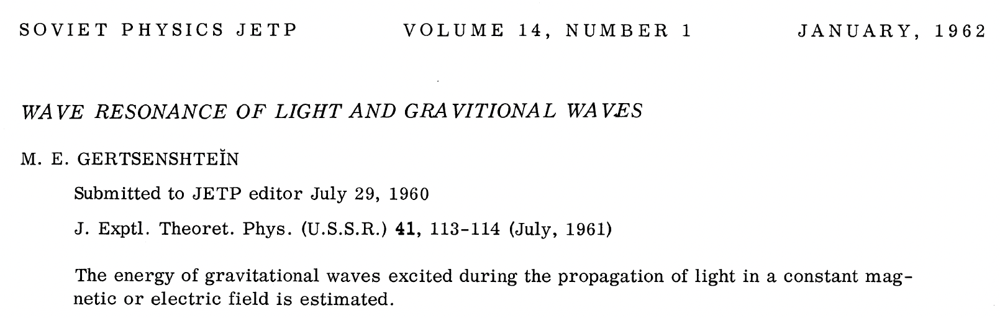 SOVIET PHYSICS JETP VOLUME 14, NUMBER 1 JANUARY, 1962
WAVE RESONANCE OF LIGHT AND GRAVITIONAL WAVES
M. E. GERTSENSHTEĬN
Submitted to JETP editor July 29, 1960
J. Exptl. Theoret. Phys. (U.S.S.R.) 41, 113-114 (July, 1961)
The energy of gravitational waves excited during the propagation of light in a constant mag-
netic or electric field is estimated.